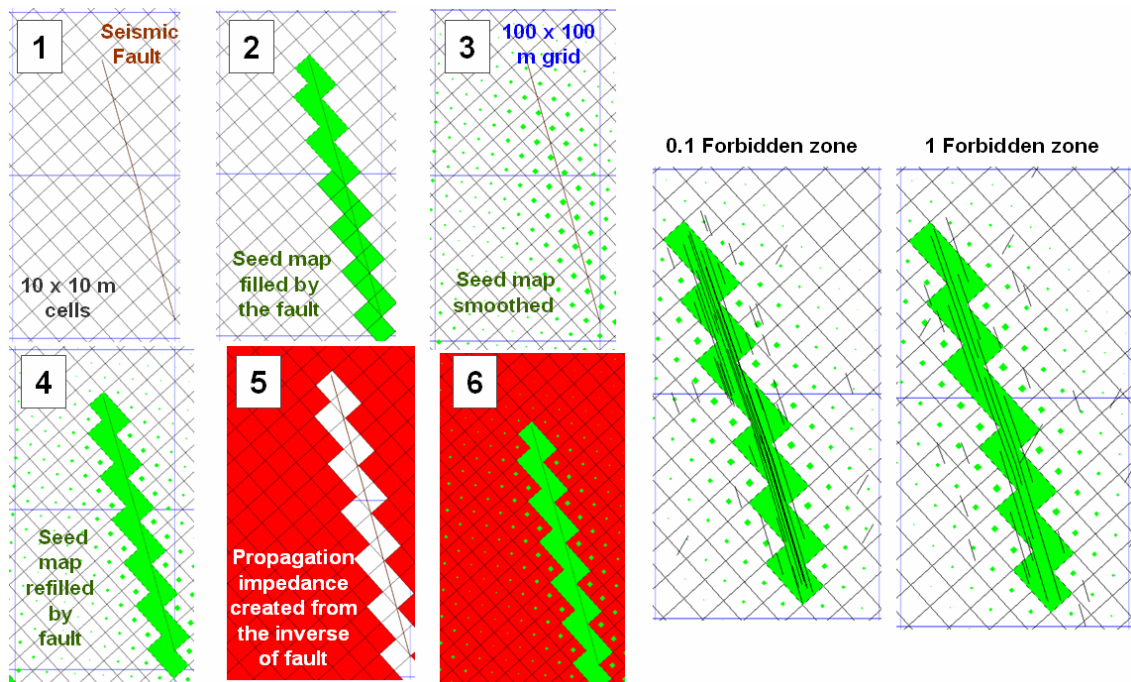 1
Seismic
Fault
10 x 10 m
cells
2
Seed map
filled by
the fault
3
100 x 100
m grid
Seed map
smoothed
4
Seed
map
refilled
by
fault
5
Propagation
impedance
created from
the inverse
of fault
6
0.1 Forbidden zone
1 Forbidden zone